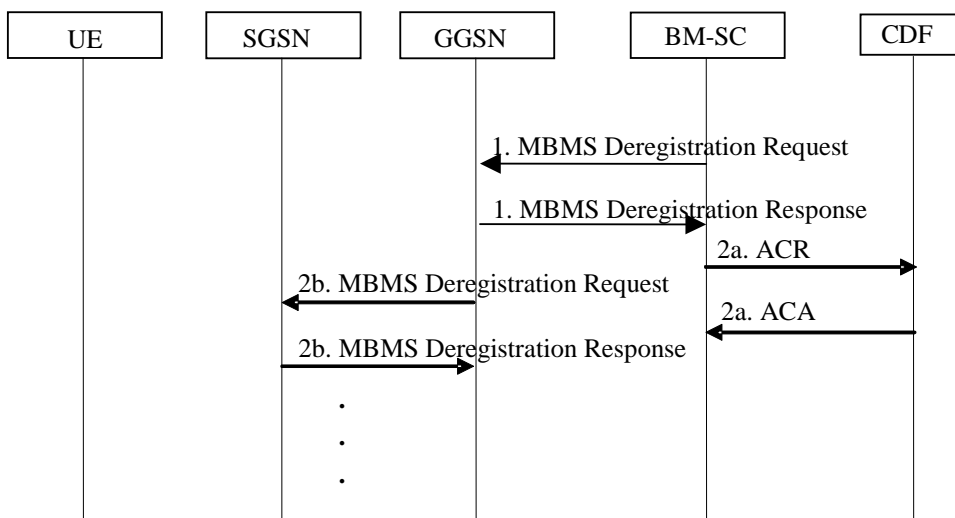 UE
SGSN
GGSN
BM-SC
CDF
1. MBMS Deregistration Request
1. MBMS Deregistration Response
2a. ACR
2b. MBMS Deregistration Request
2a. ACA
2b. MBMS Deregistration Response
.
.
.